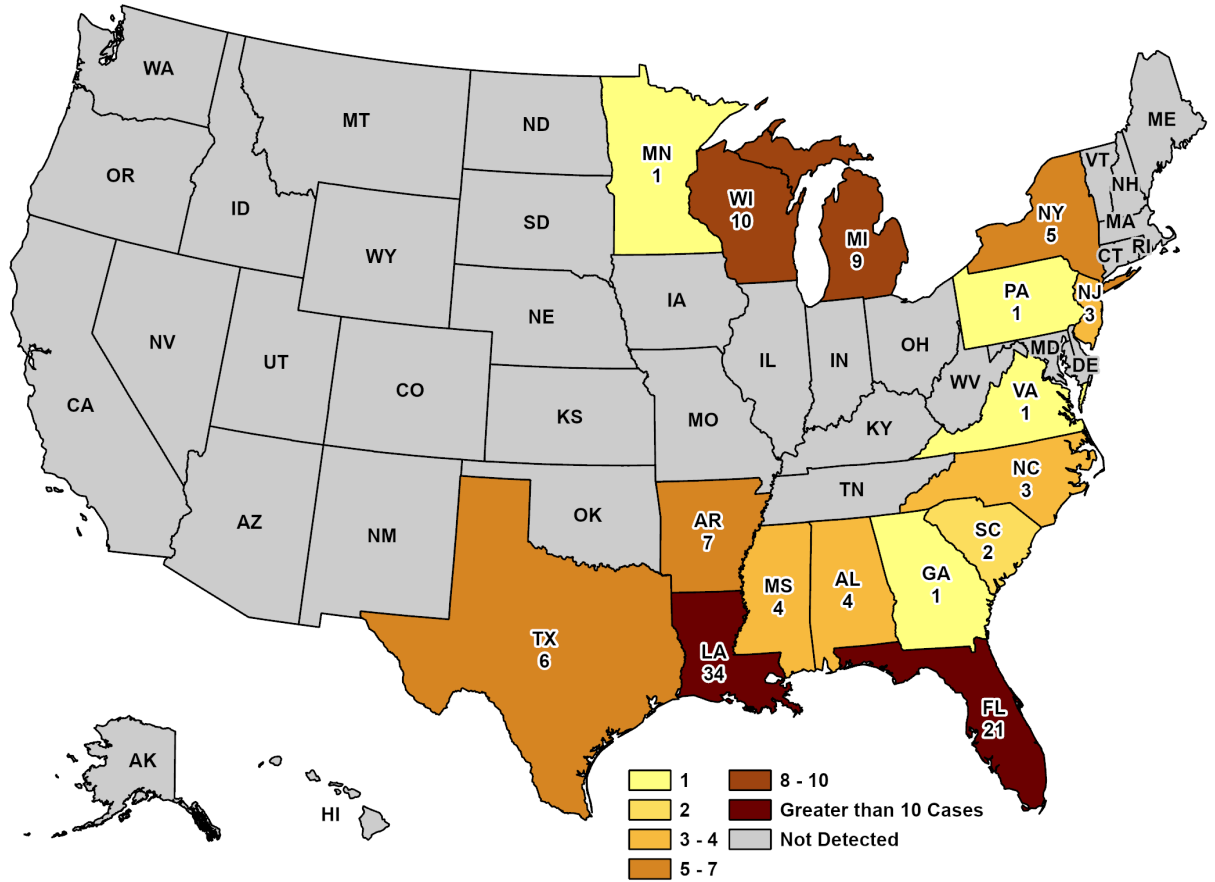 WA
MT
ND
MN
1
OR
ID
WY
SD
WI
10
MI
9
ME
VT
NH
NY
5
MA
CT
RI
NV
UT
CO
NE
IA
IL
IN
OH
PA
1
NJ
3
MD
DE
WV
VA
1
CA
KS
MO
KY
NC
3
AZ
NM
OK
AR
7
TN
SC
2
MS
4
AL
4
GA
1
TX
6
LA
34
FL
21
AK
HI
1
2
3 - 4
5 - 7
8 - 10
Greater than 10 Cases
Not Detected